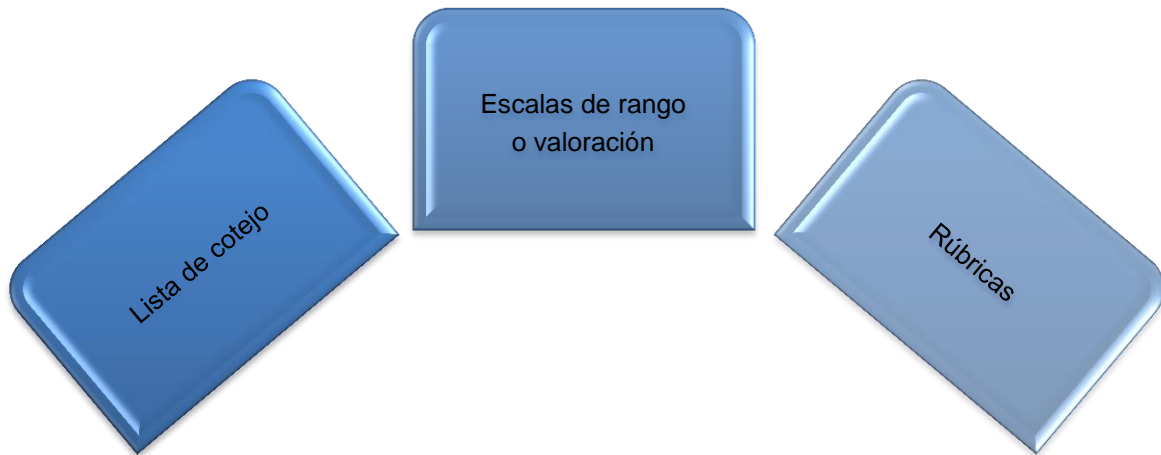 Lista de cotejo
Escalas de rango
o valoración
Rúbricas